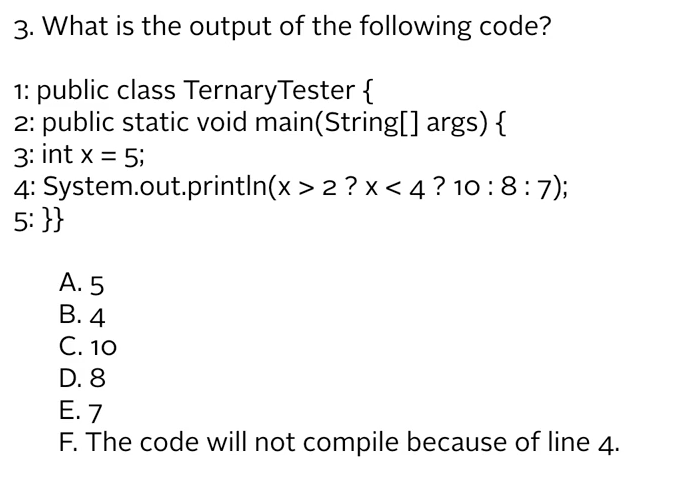 3. What is the output of the following code?
1: public class TernaryTester {
2: public static void main(String[] args) {
3: int x = 5;
4: System.out.println(x > 2 ? x < 4 ? 10 : 8 : 7);
5: }}
A. 5
B. 4
C. 10
D. 8
E. 7
F. The code will not compile because of line 4.